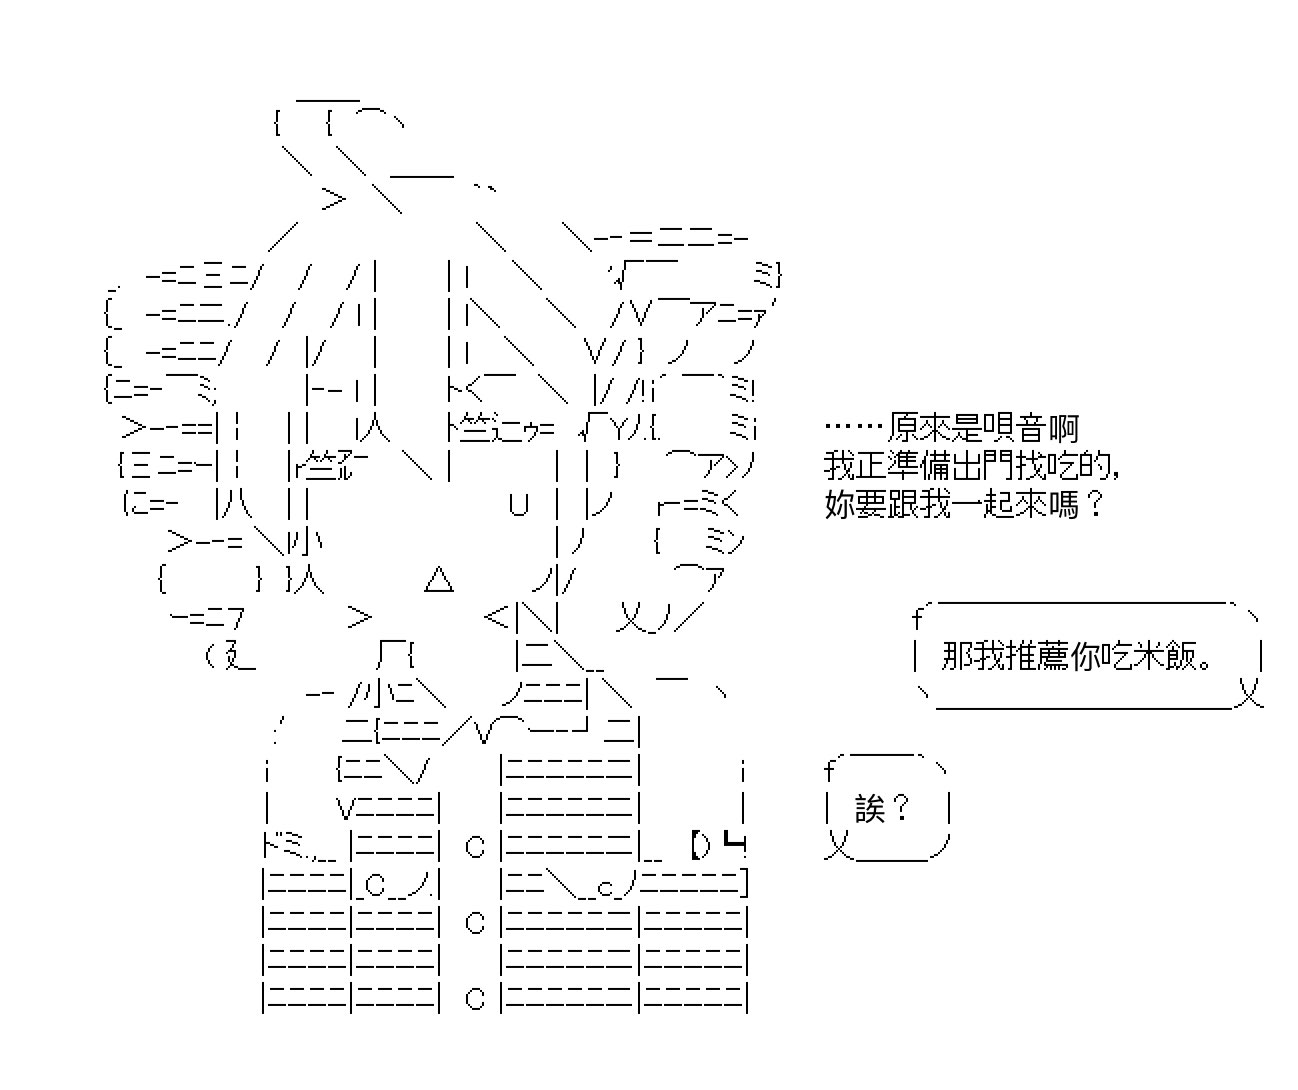 ……原來是唄音啊
我正準備出門找吃的,
妳要跟我一起來嗎？
那我推薦你吃米飯。
誒？